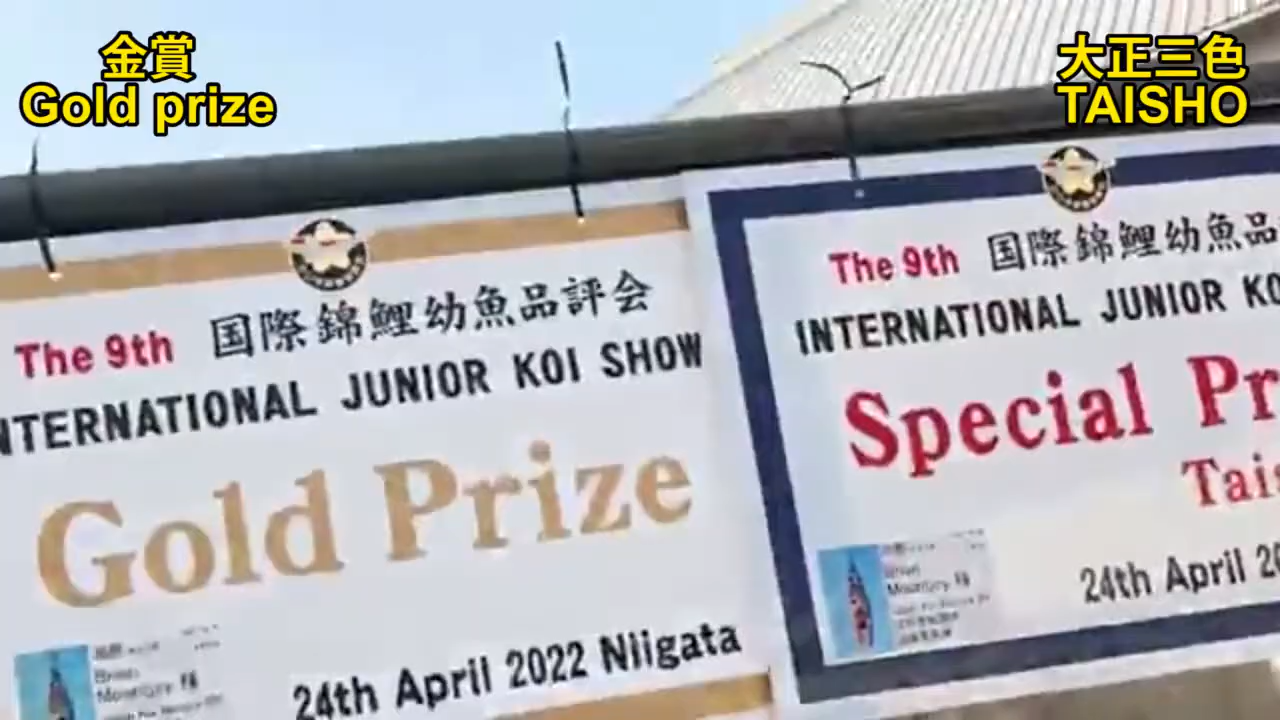 金賞
Gold prize
大正三色
TAISHO
The 9th 国際錦鯉幼魚品評会
NTERNATIONAL JUNIOR KOI SHOW
Gold Prize
24th April 2022 Niigata
The 9th 国際錦鯉幼魚品
INTERNATIONAL JUNIOR KO
Special Pr
Tais
24th April 20